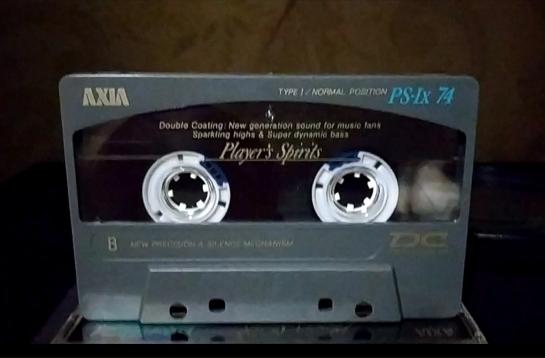 AXIA
TYPE I / NORMAL POSITION PS-Ix 74
Double Coating: New generation sound for music fans
Sparkling highs & Super dynamic bass
Player's Spirits
B NEW PRECISION & SILENCE MECHANISM
DC
AXIA